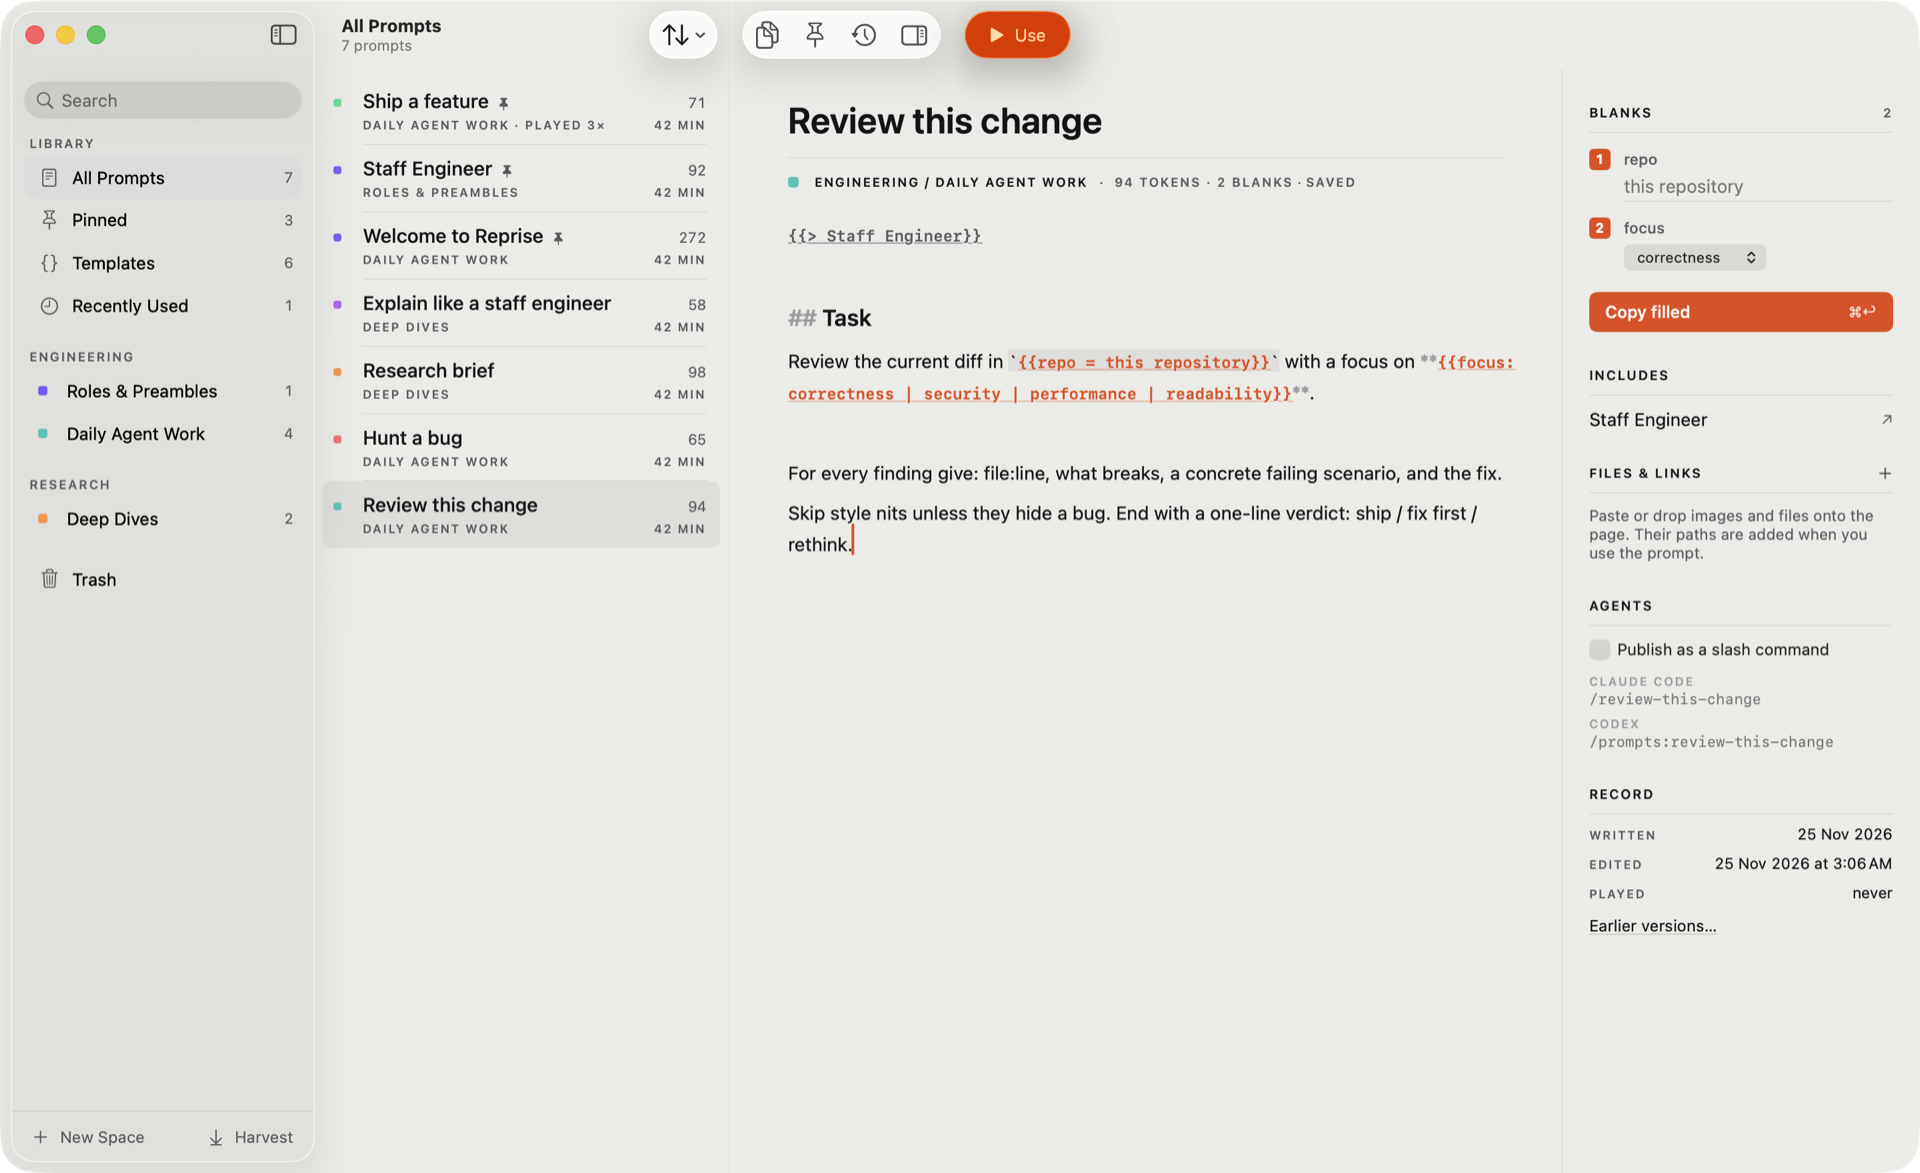 Search
LIBRARY
All Prompts 7
Pinned 3
Templates 6
Recently Used 1
ENGINEERING
Roles & Preambles 1
Daily Agent Work 4
RESEARCH
Deep Dives 2
Trash
New Space
Harvest
All Prompts
7 prompts
Ship a feature 71
DAILY AGENT WORK · PLAYED 3× 42 MIN
Staff Engineer 92
ROLES & PREAMBLES 42 MIN
Welcome to Reprise 272
DAILY AGENT WORK 42 MIN
Explain like a staff engineer 58
DEEP DIVES 42 MIN
Research brief 98
DEEP DIVES 42 MIN
Hunt a bug 65
DAILY AGENT WORK 42 MIN
Review this change 94
DAILY AGENT WORK 42 MIN
Use
Review this change
ENGINEERING / DAILY AGENT WORK · 94 TOKENS · 2 BLANKS · SAVED
{{> Staff Engineer}}
## Task
Review the current diff in `{{repo = this repository}}` with a focus on **{{focus:
correctness | security | performance | readability}}**.
For every finding give: file:line, what breaks, a concrete failing scenario, and the fix.
Skip style nits unless they hide a bug. End with a one-line verdict: ship / fix first /
rethink.
BLANKS 2
1 repo
this repository
2 focus
correctness
Copy filled ⌘↩
INCLUDES
Staff Engineer ↗
FILES & LINKS +
Paste or drop images and files onto the
page. Their paths are added when you
use the prompt.
AGENTS
Publish as a slash command
CLAUDE CODE
/review-this-change
CODEX
/prompts:review-this-change
RECORD
WRITTEN 25 Nov 2026
EDITED 25 Nov 2026 at 3:06 AM
PLAYED never
Earlier versions...